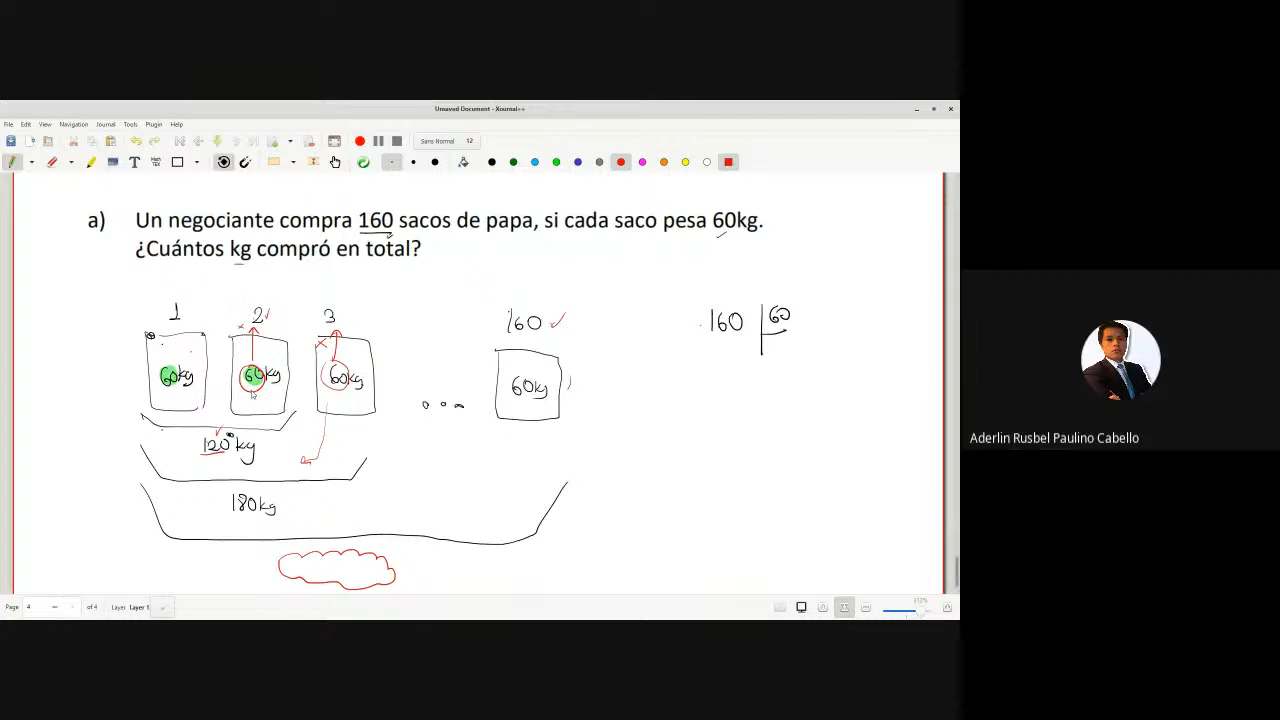 Unsaved Document - Xournal++
File Edit View Navigation Journal Tools Plugin Help
Sans Normal 12
a) Un negociante compra 160 sacos de papa, si cada saco pesa 60kg.
¿Cuántos kg compró en total?
1 2 3 160
60kg 60kg 60kg 60kg
160 60
120 kg
180kg
Aderlin Rusbel Paulino Cabello
Page 4 of 4 Layer Layer 1 312%